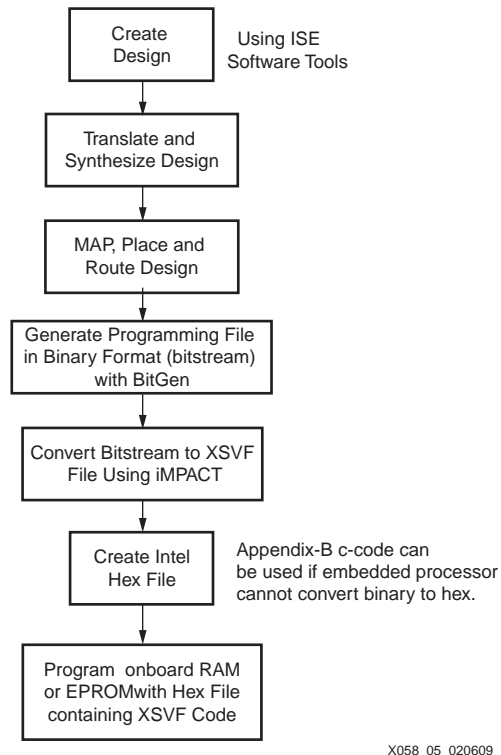 Create
Design
Using ISE
Software Tools
Translate and
Synthesize Design
MAP, Place and
Route Design
Generate Programming File
in Binary Format (bitstream)
with BitGen
Convert Bitstream to XSVF
File Using iMPACT
Create Intel
Hex File
Appendix-B c-code can
be used if embedded processor
cannot convert binary to hex.
Program onboard RAM
or EPROMwith Hex File
containing XSVF Code
X058_05_020609